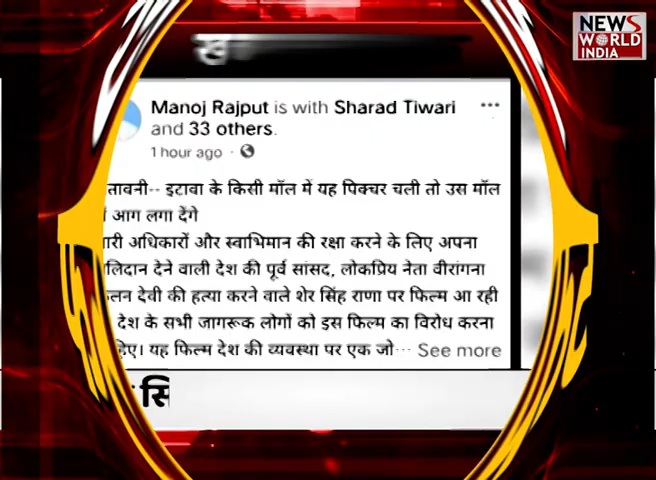 NEWS
WORLD
INDIA
Manoj Rajput is with Sharad Tiwari
and 33 others.
1 hour ago
इटावा के किसी मॉल में यह पिक्चर चली तो उस मॉल
आग लगा देंगे
अधिकारों और स्वाभिमान की रक्षा करने के लिए अपना
देने वाली देश की पूर्व सांसद, लोकप्रिय नेता वीरांगना
देवी की हत्या करने वाले शेर सिंह राणा पर फिल्म आ रही
देश के सभी जागरूक लोगों को इस फिल्म का विरोध करना
यह फिल्म देश की व्यवस्था पर एक जो… See more